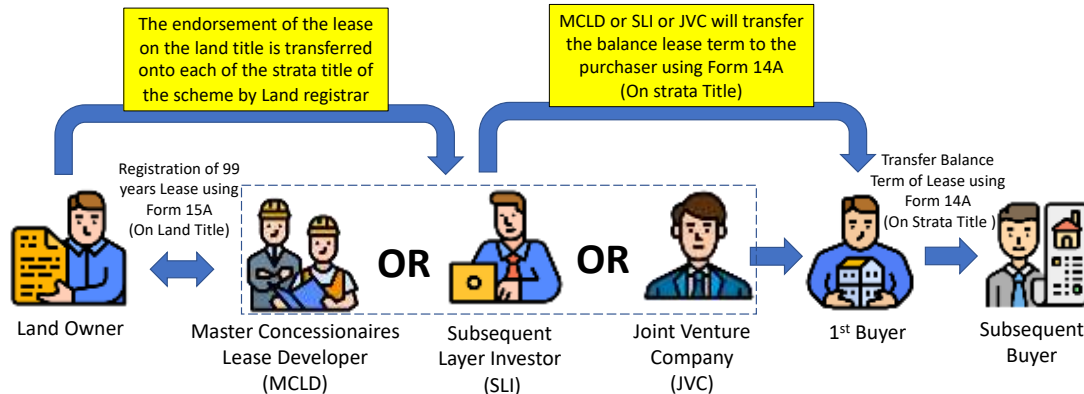 The endorsement of the lease
on the land title is transferred
onto each of the strata title of
the scheme by Land registrar
MCLD or SLI or JVC will transfer
the balance lease term to the
purchaser using Form 14A
(On strata Title)
Registration of 99
years Lease using
Form 15A
(On Land Title)
Transfer Balance
Term of Lease using
Form 14A
(On Strata Title )
OR
OR
Land Owner
Master Concessionaires
Lease Developer
(MCLD)
Subsequent
Layer Investor
(SLI)
Joint Venture
Company
(JVC)
1st Buyer
Subsequent
Buyer